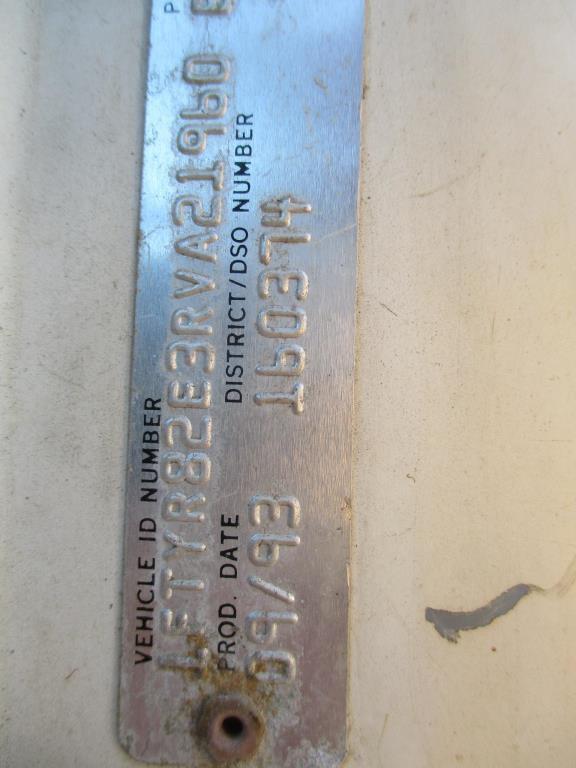 VEHICLE ID NUMBER
1FTYR82E3RVA21960
PROD. DATE DISTRICT/DSO NUMBER
09/93 160374